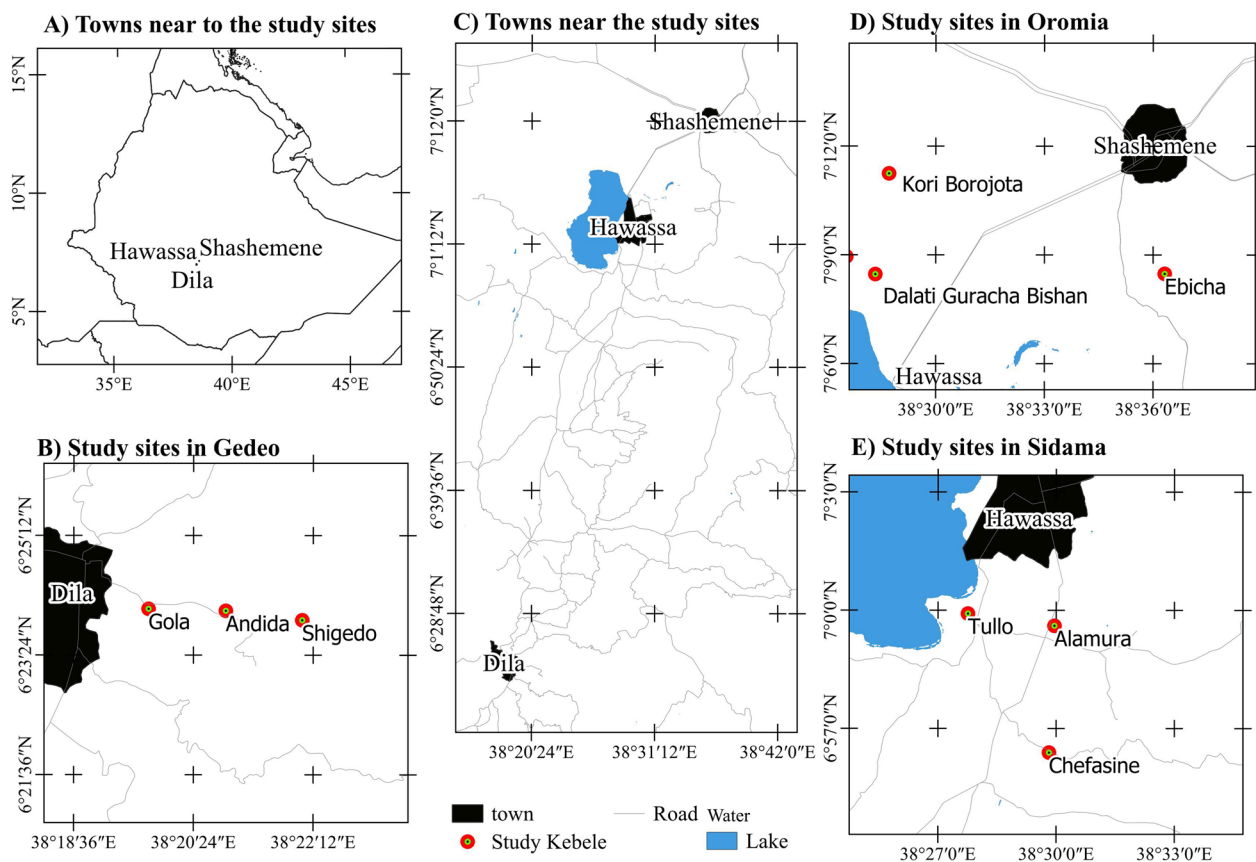 A) Towns near to the study sites
15°N
10°N
5°N
Hawassa
Shashemene
Dila
35°E
40°E
45°E
B) Study sites in Gedeo
6°25′12″N
6°23′24″N
6°21′36″N
Dila
Gola
Andida
Shigedo
38°18′36″E
38°20′24″E
38°22′12″E
C) Towns near the study sites
7°12′0″N
7°1′12″N
6°50′24″N
6°39′36″N
6°28′48″N
Shashemene
Hawassa
Dila
38°20′24″E
38°31′12″E
38°42′0″E
town
Road
Water
Study Kebele
Lake
D) Study sites in Oromia
7°12′0″N
7°9′0″N
7°6′0″N
Shashemene
Kori Borojota
Dalati Guracha Bishan
Ebicha
Hawassa
38°30′0″E
38°33′0″E
38°36′0″E
E) Study sites in Sidama
7°3′0″N
7°0′0″N
6°57′0″N
Hawassa
Tullo
Alamura
Chefasine
38°27′0″E
38°30′0″E
38°33′0″E